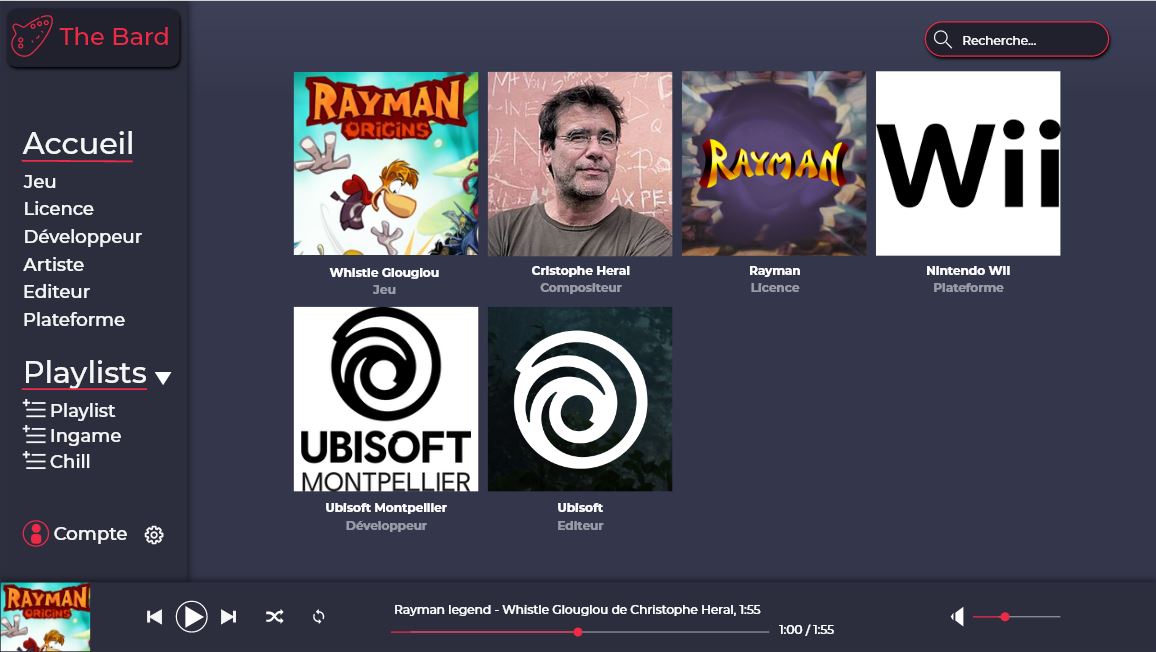 The Bard
Recherche...
Accueil
Jeu
Licence
Développeur
Artiste
Editeur
Plateforme
Playlists
Playlist
Ingame
Chill
Compte
RAYMAN
ORIGINS
RAYMAN
Wii
Whistle Glouglou
Jeu
Cristophe Heral
Compositeur
Rayman
Licence
Nintendo Wii
Plateforme
UBISOFT
MONTPELLIER
Ubisoft Montpellier
Développeur
Ubisoft
Editeur
RAYMAN
ORIGINS
Rayman legend - Whistle Glouglou de Christophe Heral, 1:55
1:00 / 1:55